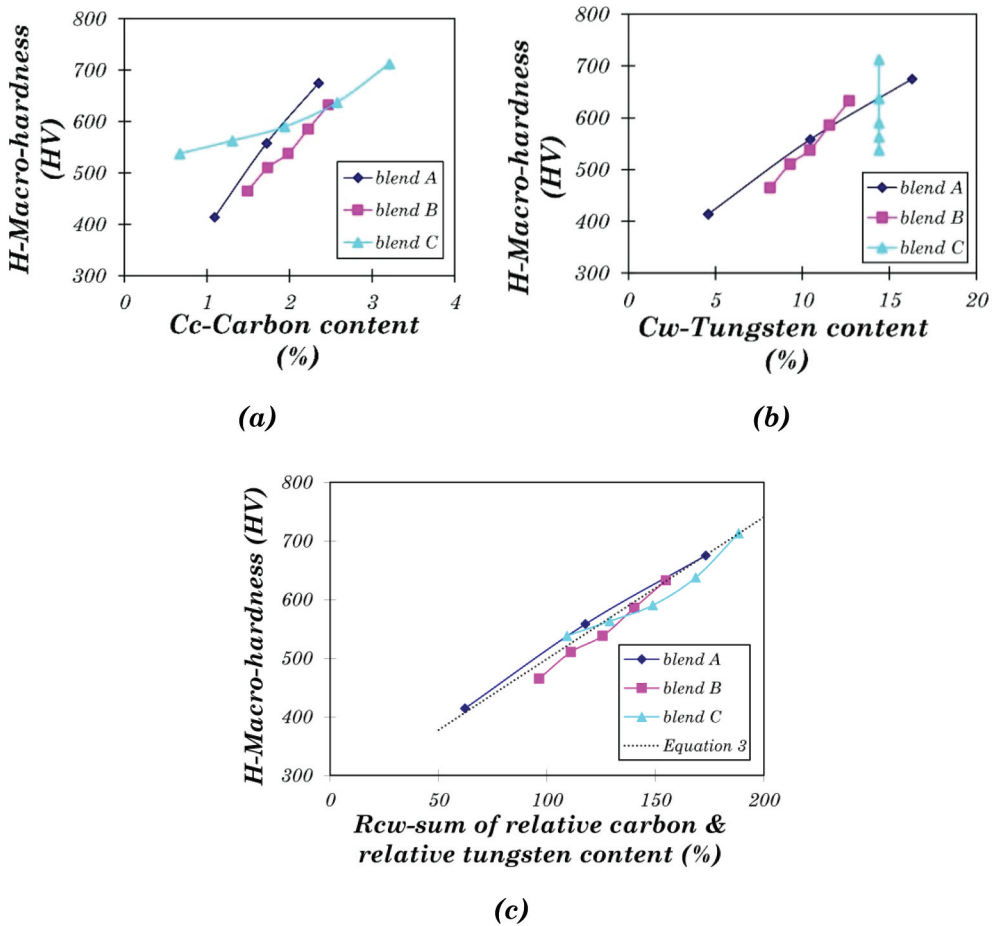 H-Macro-hardness
(HV)
800
700
600
500
400
300
0
1
2
3
4
blend A
blend B
blend C
Cc-Carbon content
(%)
(a)
H-Macro-hardness
(HV)
800
700
600
500
400
300
0
5
10
15
20
blend A
blend B
blend C
Cw-Tungsten content
(%)
(b)
H-Macro-hardness (HV)
800
700
600
500
400
300
0
50
100
150
200
blend A
blend B
blend C
Equation 3
Rcw-sum of relative carbon &
relative tungsten content (%)
(c)